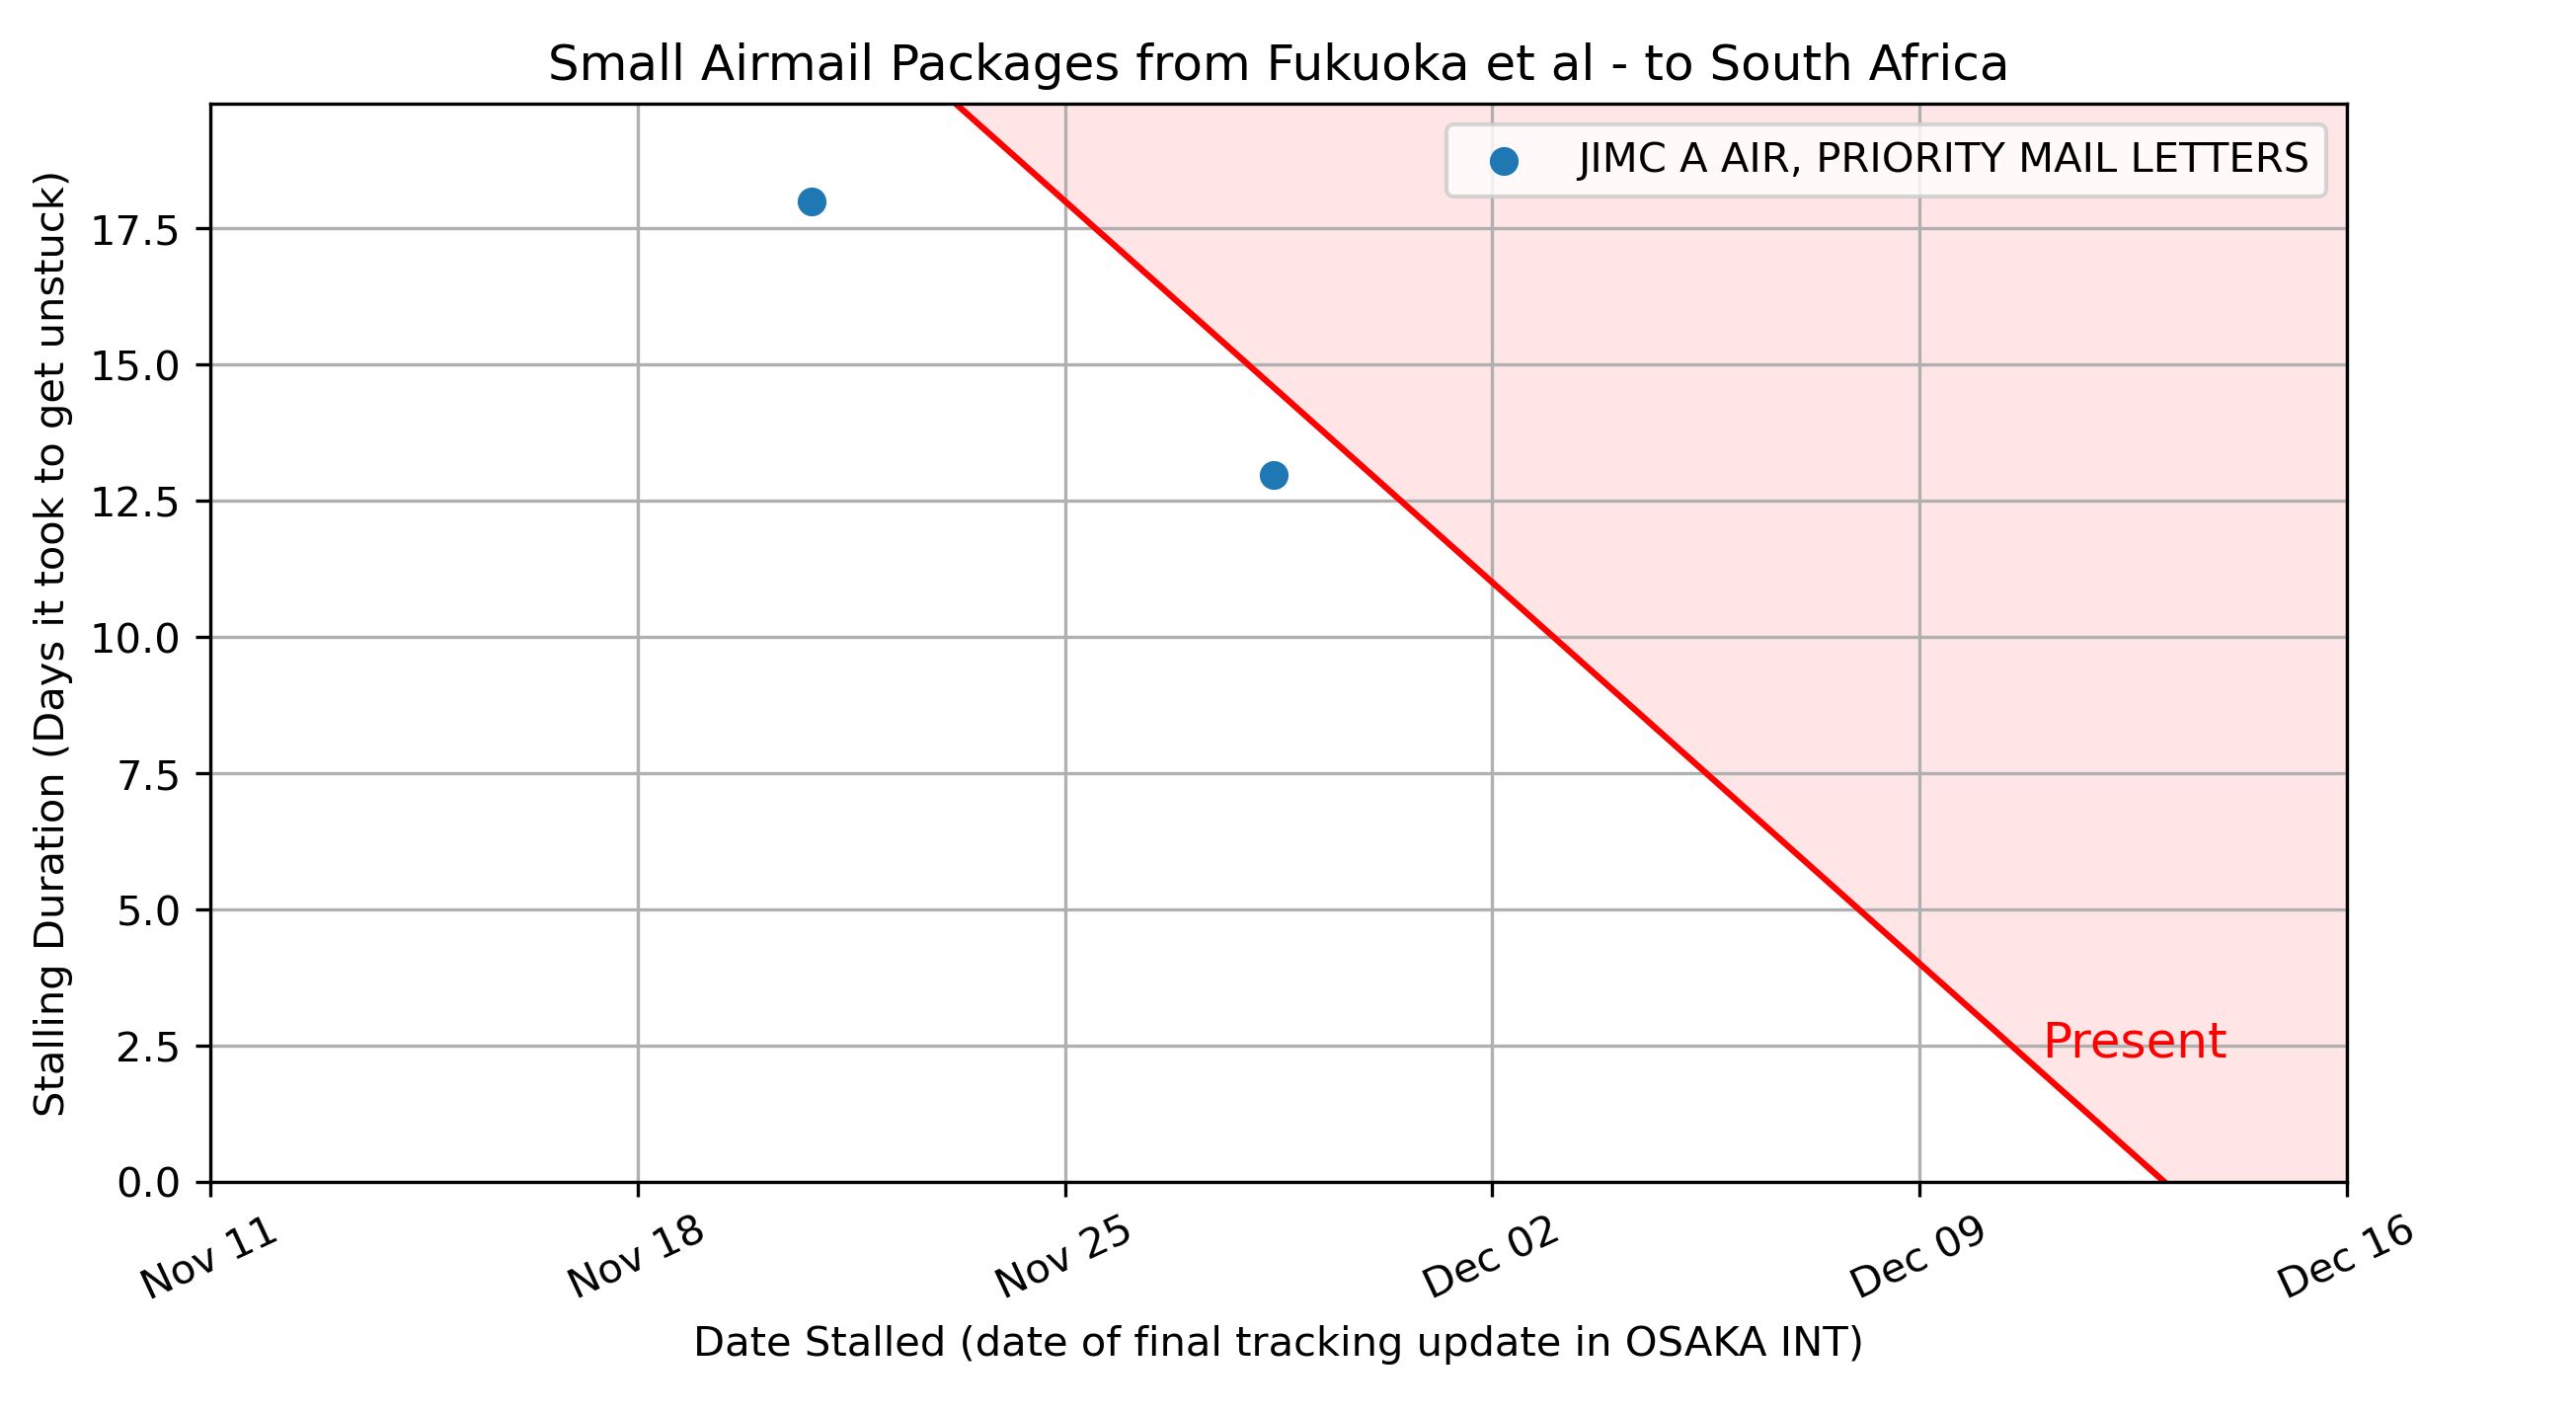 Small Airmail Packages from Fukuoka et al - to South Africa
JIMC A AIR, PRIORITY MAIL LETTERS
Stalling Duration (Days it took to get unstuck)
17.5
15.0
12.5
10.0
7.5
5.0
2.5
0.0
Present
Nov 11
Nov 18
Nov 25
Dec 02
Dec 09
Dec 16
Date Stalled (date of final tracking update in OSAKA INT)